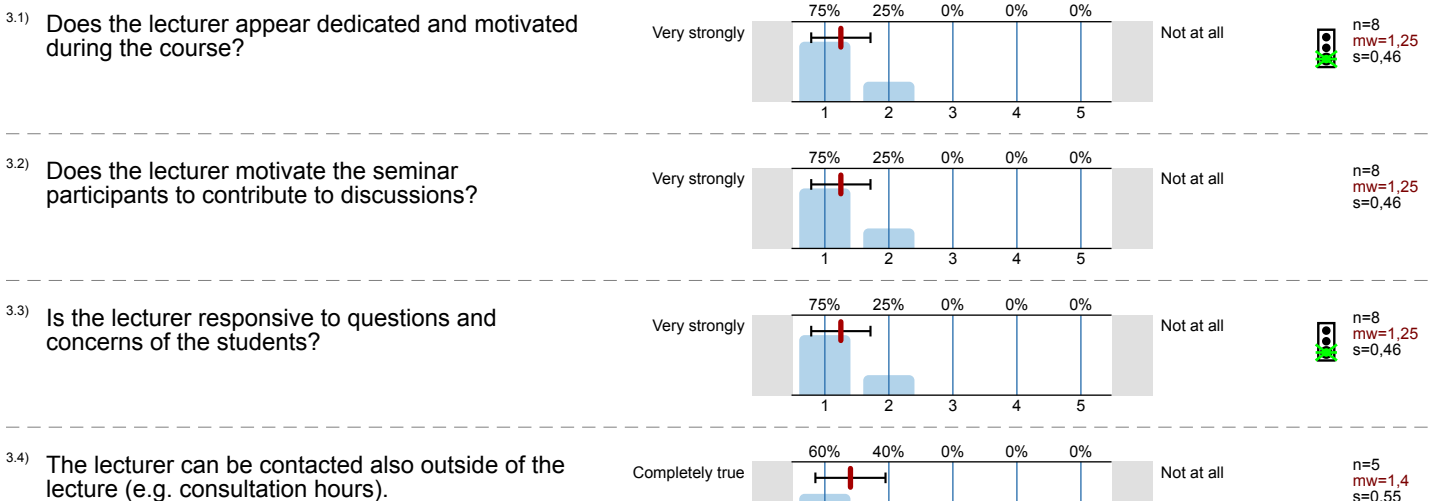 3.1) Does the lecturer appear dedicated and motivated
during the course?
Very strongly
75% 25% 0% 0% 0%
1 2 3 4 5
Not at all
n=8
mw=1,25
s=0,46
3.2) Does the lecturer motivate the seminar
participants to contribute to discussions?
Very strongly
75% 25% 0% 0% 0%
1 2 3 4 5
Not at all
n=8
mw=1,25
s=0,46
3.3) Is the lecturer responsive to questions and
concerns of the students?
Very strongly
75% 25% 0% 0% 0%
1 2 3 4 5
Not at all
n=8
mw=1,25
s=0,46
3.4) The lecturer can be contacted also outside of the
lecture (e.g. consultation hours).
Completely true
60% 40% 0% 0% 0%
Not at all
n=5
mw=1,4
s=0,55